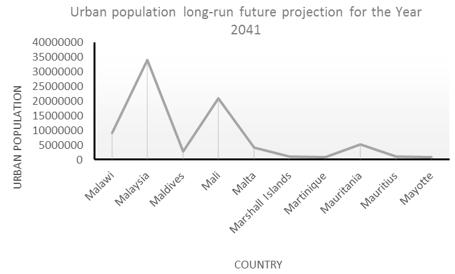 Urban population long-run future projection for the Year
2041
40000000
35000000
30000000
25000000
20000000
15000000
10000000
5000000
0
URBAN POPULATION
Malawi
Malaysia
Maldives
Mali
Malta
Marshall Islands
Martinique
Mauritania
Mauritius
Mayotte
COUNTRY